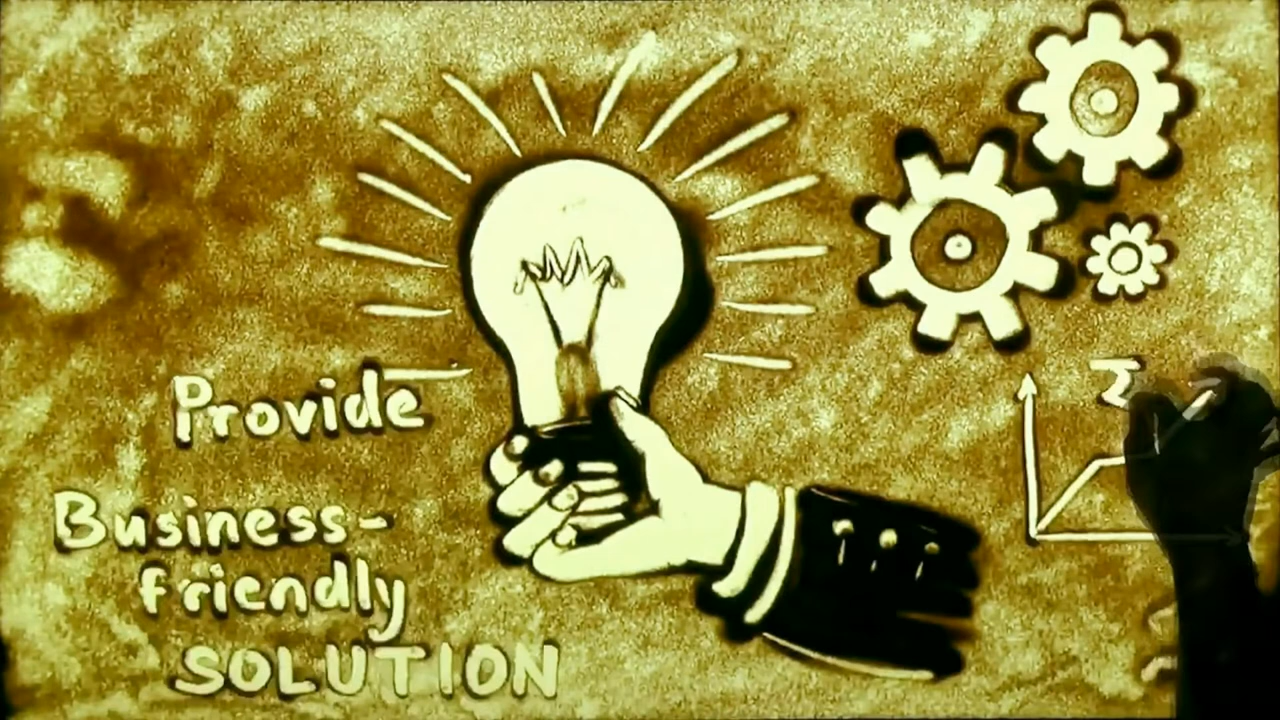 Provide
Business-
friendly
SOLUTION
Σ